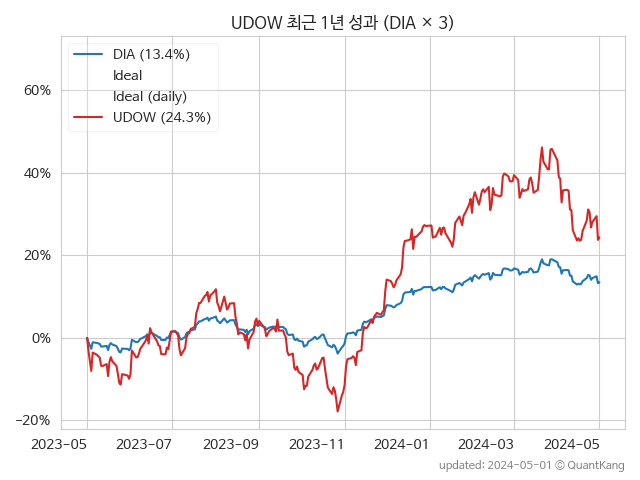 UDOW 최근 1년 성과 (DIA × 3)
DIA (13.4%)
Ideal
Ideal (daily)
UDOW (24.3%)
60%
40%
20%
0%
−20%
2023-05 2023-07 2023-09 2023-11 2024-01 2024-03 2024-05
updated: 2024-05-01 © QuantKang